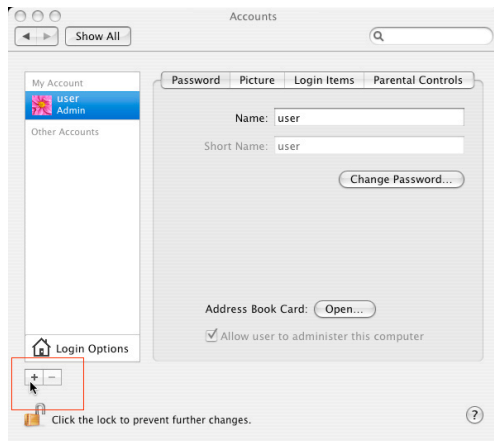 Accounts
Show All
My Account
user
Admin
Other Accounts
Login Options
Password Picture Login Items Parental Controls
Name: user
Short Name: user
Change Password...
Address Book Card: Open...
Allow user to administer this computer
+ −
Click the lock to prevent further changes.
?